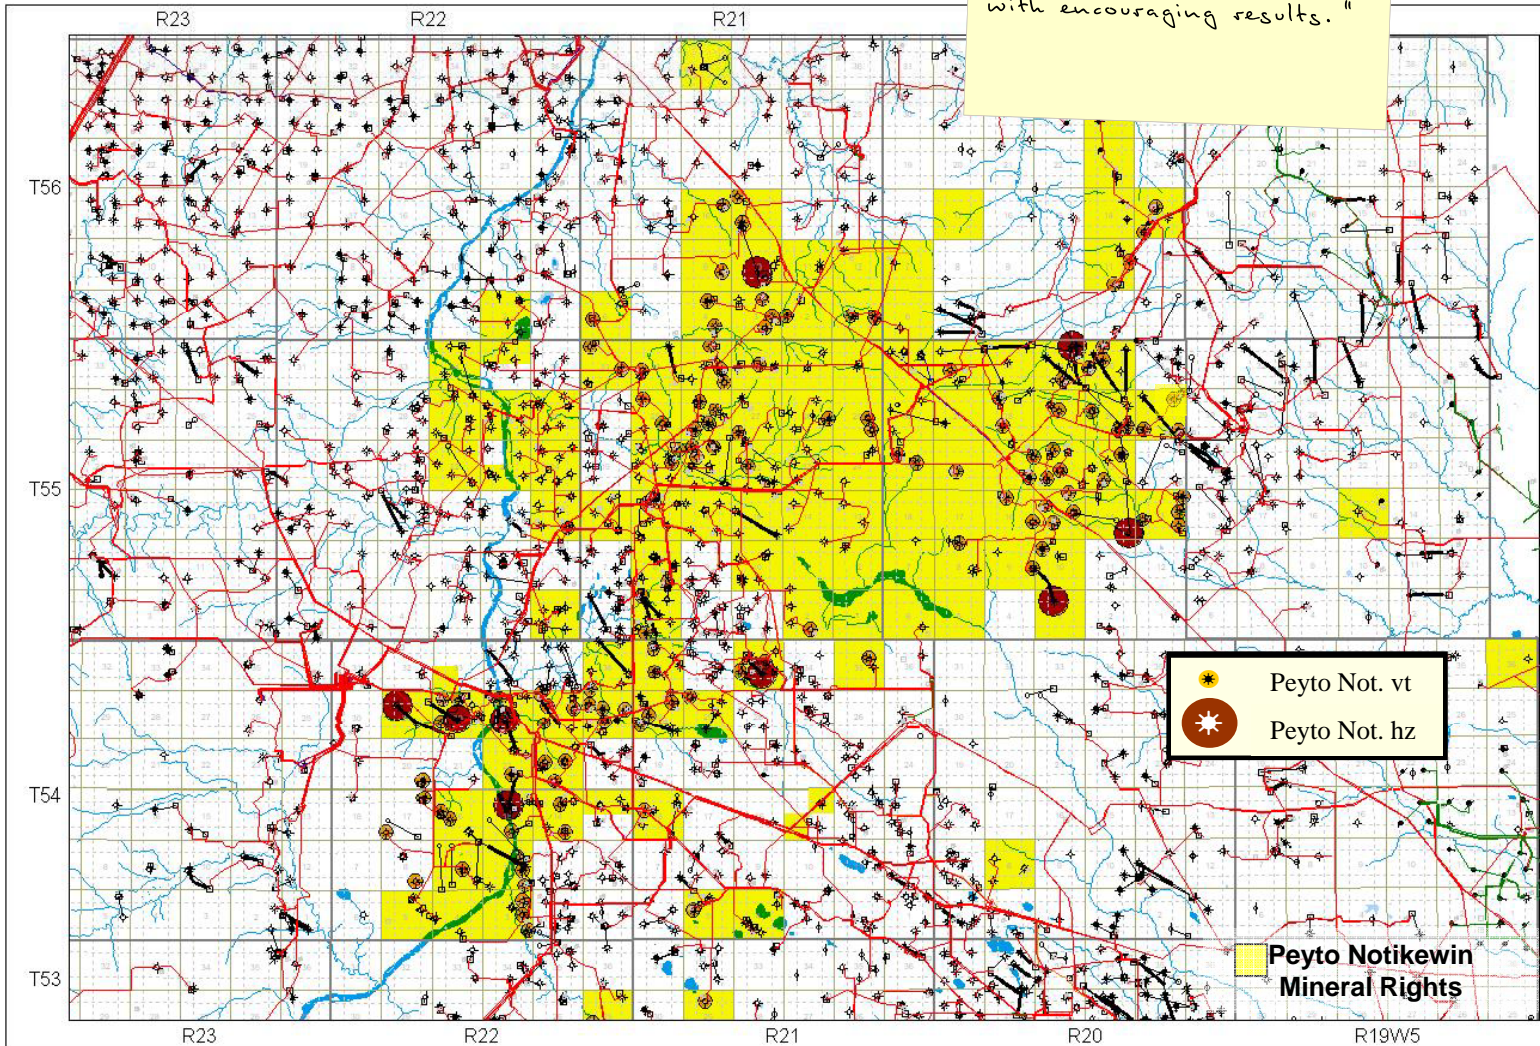 with encouraging results."
R23 R22 R21
T56
T55
T54
T53
Peyto Not. vt
Peyto Not. hz
Peyto Notikewin
Mineral Rights
R23 R22 R21 R20 R19W5